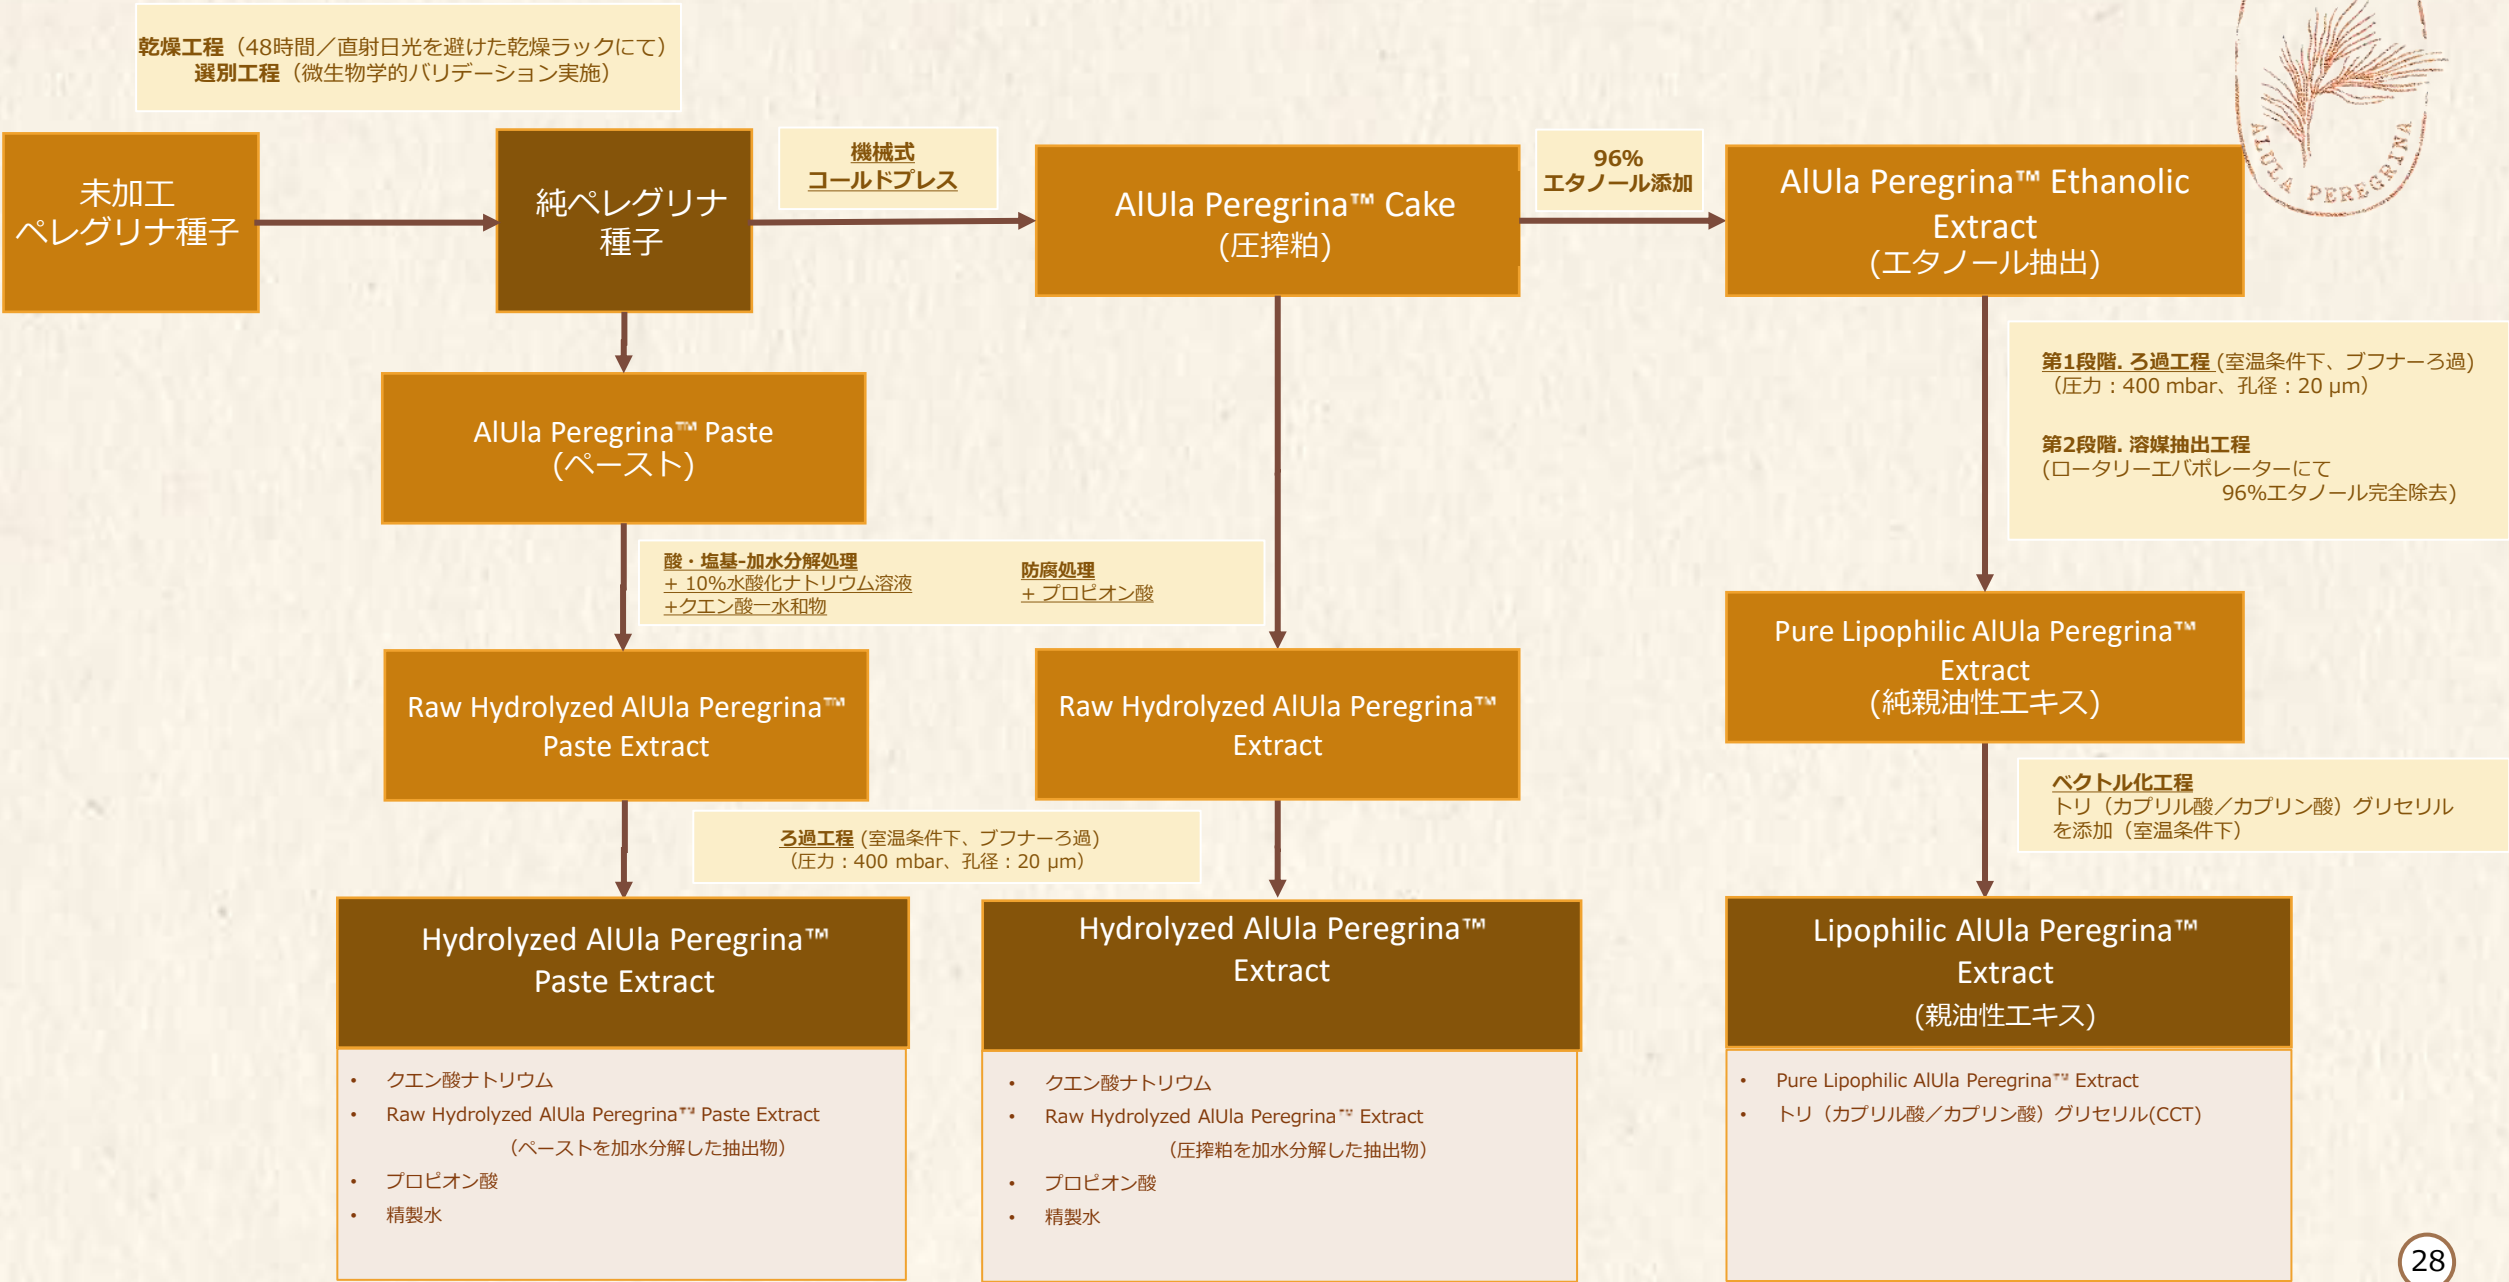 乾燥工程（48時間／直射日光を避けた乾燥ラックにて）
選別工程（微生物学的バリデーション実施）
未加工
ペレグリナ種子
純ペレグリナ
種子
機械式
コールドプレス
AlUla Peregrina™ Cake
(圧搾粕)
96%
エタノール添加
AlUla Peregrina™ Ethanolic
Extract
(エタノール抽出)
ALULA PEREGRINA
AlUla Peregrina™ Paste
(ペースト)
第1段階. ろ過工程 (室温条件下、ブフナーろ過)
（圧力：400 mbar、孔径：20 µm）
第2段階. 溶媒抽出工程
(ロータリーエバポレーターにて
96%エタノール完全除去)
酸・塩基-加水分解処理
+ 10%水酸化ナトリウム溶液
+クエン酸一水和物
防腐処理
+ プロピオン酸
Raw Hydrolyzed AlUla Peregrina™
Paste Extract
Raw Hydrolyzed AlUla Peregrina™
Extract
Pure Lipophilic AlUla Peregrina™
Extract
(純親油性エキス)
ろ過工程 (室温条件下、ブフナーろ過)
（圧力：400 mbar、孔径：20 µm）
ベクトル化工程
トリ（カプリル酸／カプリン酸）グリセリル
を添加（室温条件下）
Hydrolyzed AlUla Peregrina™
Paste Extract
• クエン酸ナトリウム
• Raw Hydrolyzed AlUla Peregrina™ Paste Extract
（ペーストを加水分解した抽出物）
• プロピオン酸
• 精製水
Hydrolyzed AlUla Peregrina™
Extract
• クエン酸ナトリウム
• Raw Hydrolyzed AlUla Peregrina™ Extract
（圧搾粕を加水分解した抽出物）
• プロピオン酸
• 精製水
Lipophilic AlUla Peregrina™
Extract
(親油性エキス)
• Pure Lipophilic AlUla Peregrina™ Extract
• トリ（カプリル酸／カプリン酸）グリセリル(CCT)
28